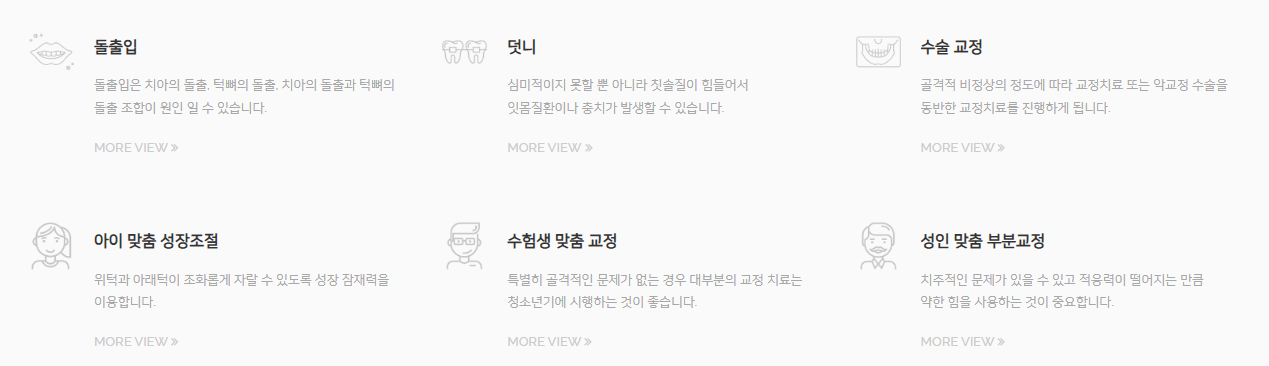 돌출입
돌출입은 치아의 돌출, 턱뼈의 돌출, 치아의 돌출과 턱뼈의
돌출 조합이 원인 일 수 있습니다.
MORE VIEW »
덧니
심미적이지 못할 뿐 아니라 칫솔질이 힘들어서
잇몸질환이나 충치가 발생할 수 있습니다.
MORE VIEW »
수술 교정
골격적 비정상의 정도에 따라 교정치료 또는 악교정 수술을
동반한 교정치료를 진행하게 됩니다.
MORE VIEW »
아이 맞춤 성장조절
위턱과 아래턱이 조화롭게 자랄 수 있도록 성장 잠재력을
이용합니다.
MORE VIEW »
수험생 맞춤 교정
특별히 골격적인 문제가 없는 경우 대부분의 교정 치료는
청소년기에 시행하는 것이 좋습니다.
MORE VIEW »
성인 맞춤 부분교정
치주적인 문제가 있을 수 있고 적응력이 떨어지는 만큼
약한 힘을 사용하는 것이 중요합니다.
MORE VIEW »